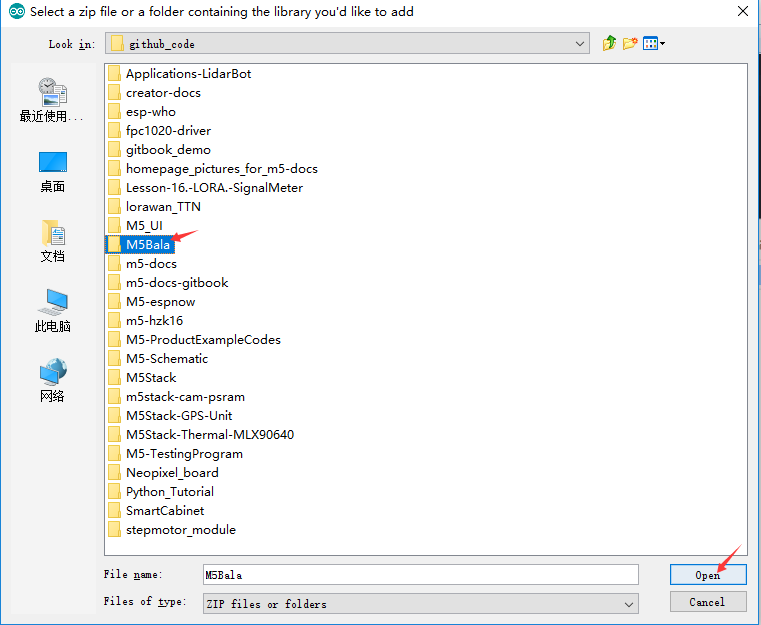 Select a zip file or a folder containing the library you'd like to add
Look in: github_code
最近使用...
桌面
文档
此电脑
网络
Applications-LidarBot
creator-docs
esp-who
fpc1020-driver
gitbook_demo
homepage_pictures_for_m5-docs
Lesson-16.-LORA.-SignalMeter
lorawan_TTN
M5_UI
M5Bala
m5-docs
m5-docs-gitbook
M5-espnow
m5-hzk16
M5-ProductExampleCodes
M5-Schematic
M5Stack
m5stack-cam-psram
M5Stack-GPS-Unit
M5Stack-Thermal-MLX90640
M5-TestingProgram
Neopixel_board
Python_Tutorial
SmartCabinet
stepmotor_module
File name: M5Bala Open
Files of type: ZIP files or folders Cancel